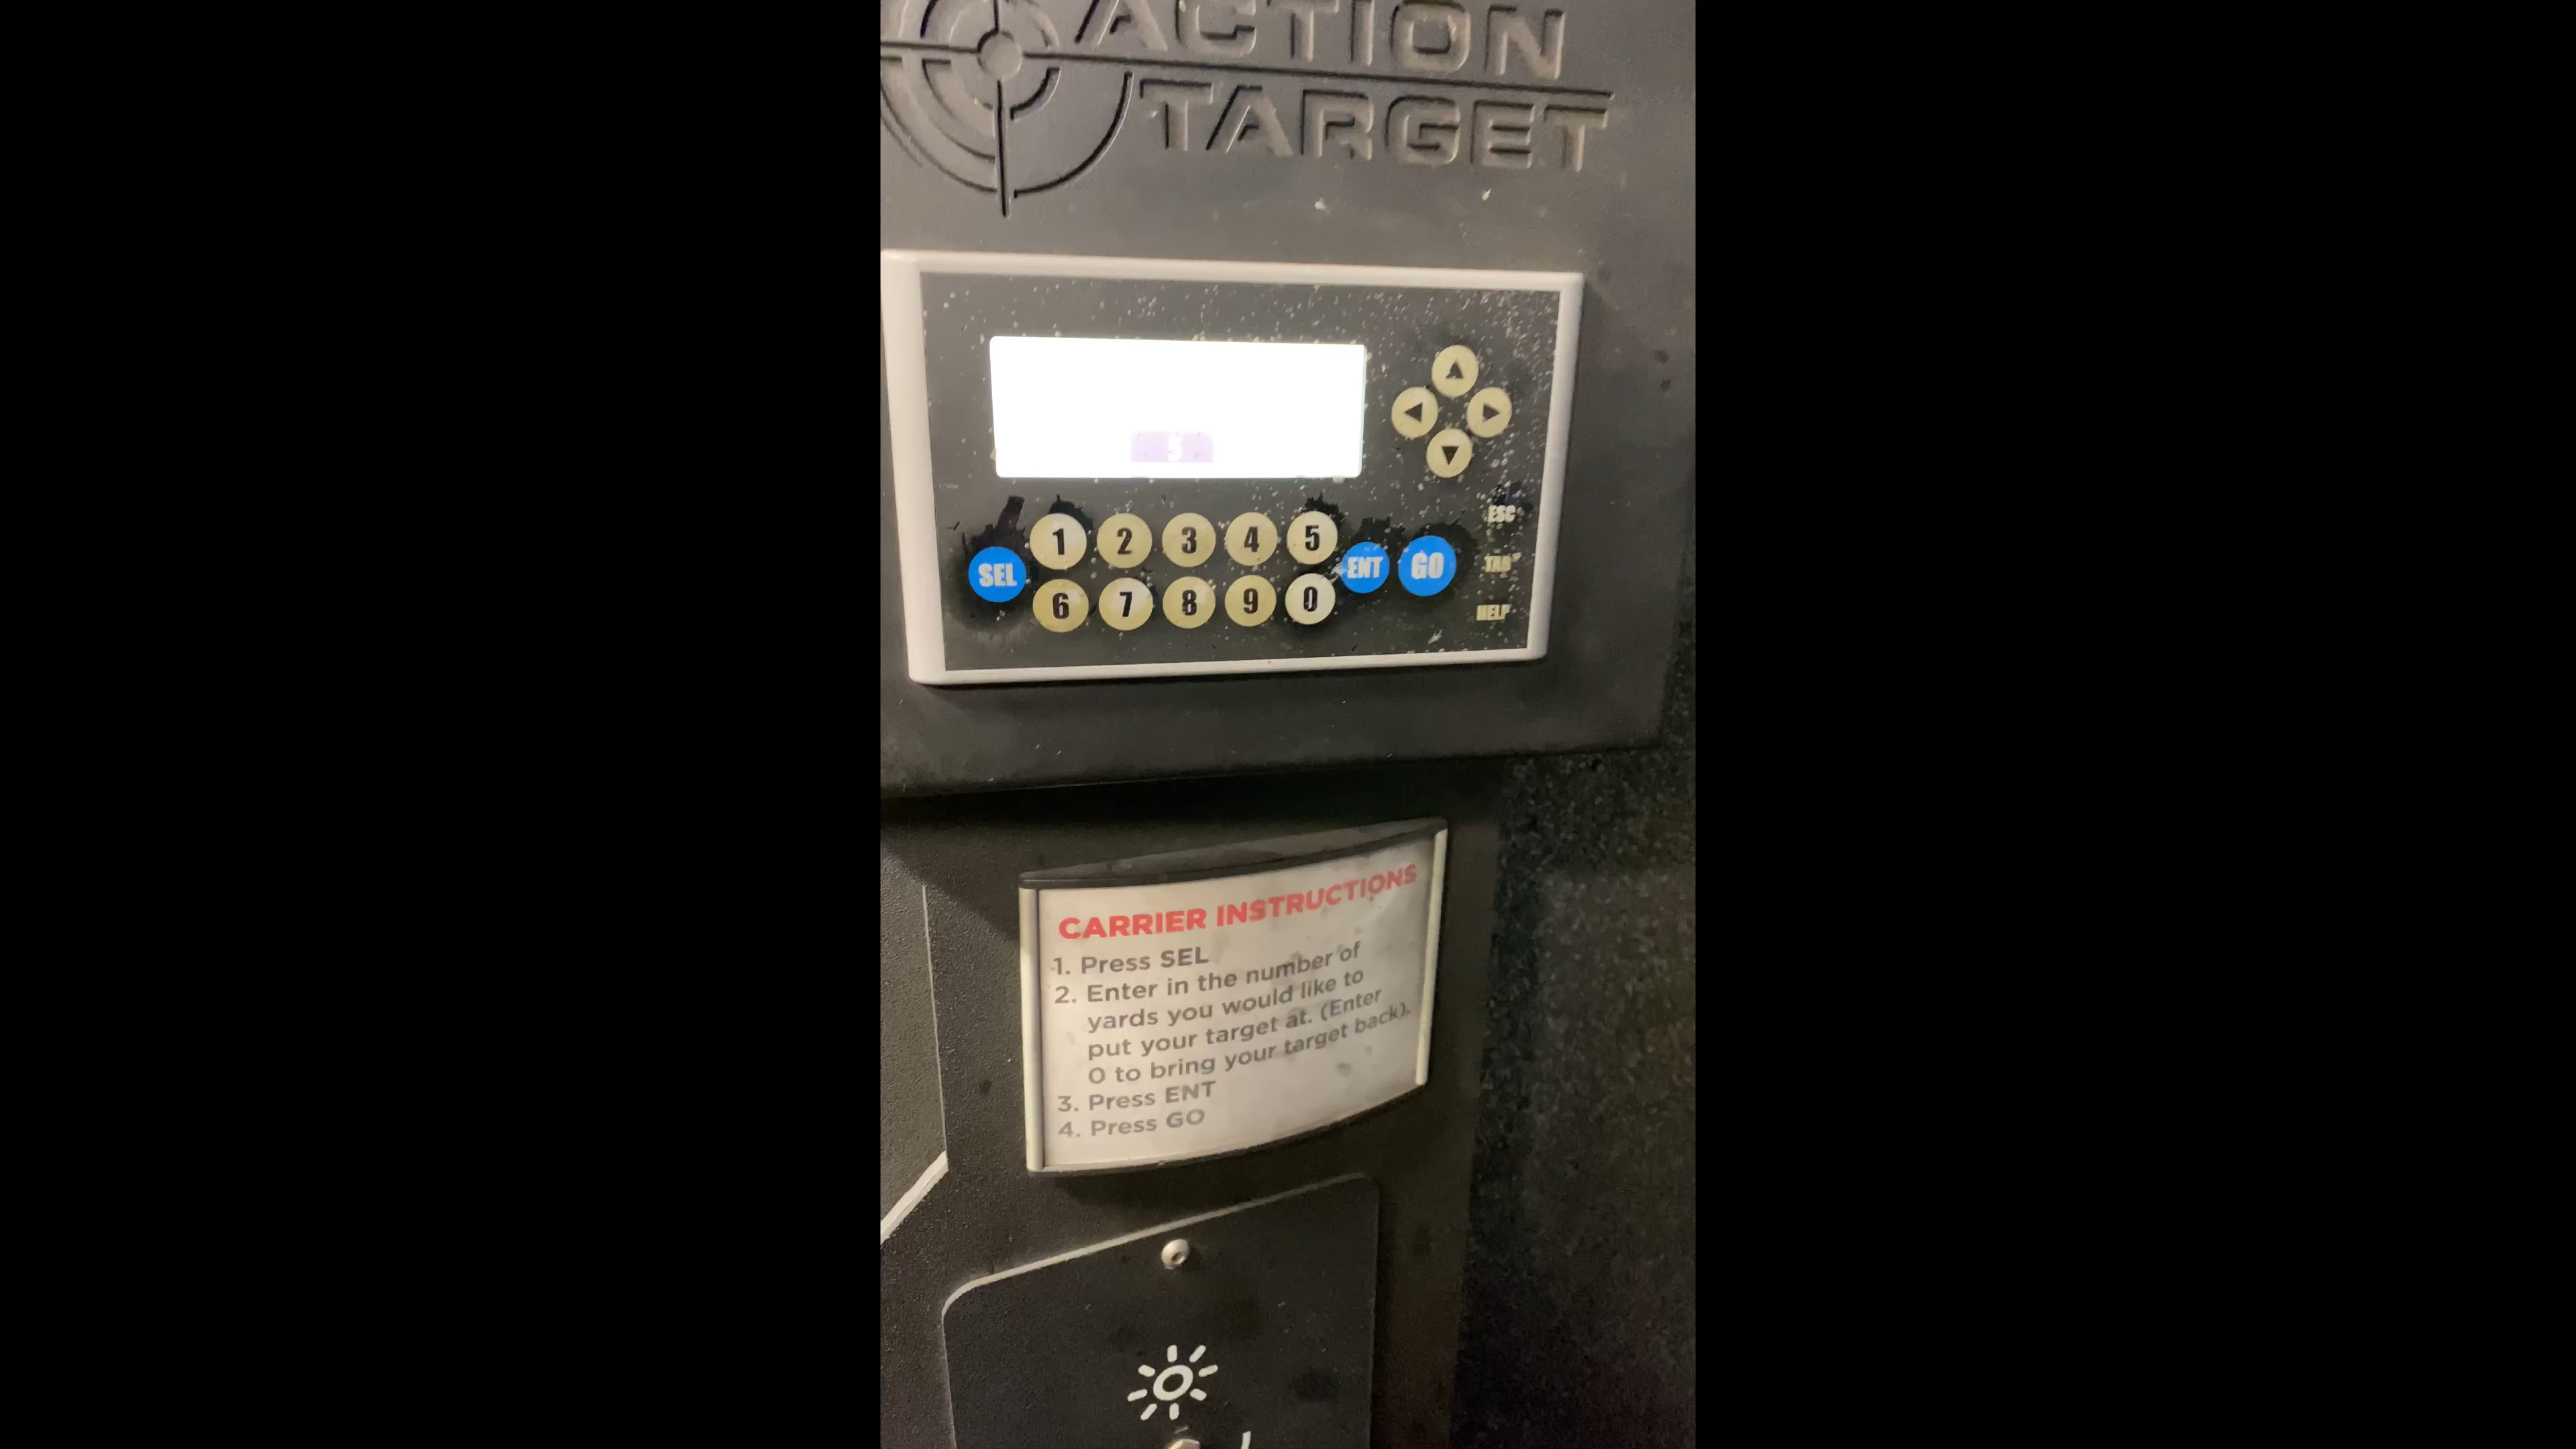 ACTION
TARGET
5
1 2 3 4 5
SEL ENT GO
6 7 8 9 0
ESC
TAB
HELP
CARRIER INSTRUCTIONS
1. Press SEL
2. Enter in the number of
yards you would like to
put your target at. (Enter
0 to bring your target back).
3. Press ENT
4. Press GO